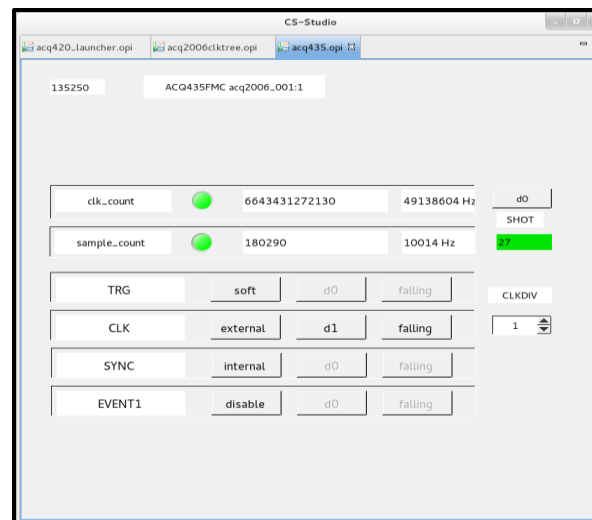 CS-Studio
acq420_launcher.opi acq2006clktree.opi acq435.opi
135250 ACQ435FMC acq2006_001:1
clk_count 6643431272130 49138604 Hz d0
SHOT
sample_count 180290 10014 Hz 27
TRG soft d0 falling
CLKDIV
CLK external d1 falling 1
SYNC internal d0 falling
EVENT1 disable d0 falling